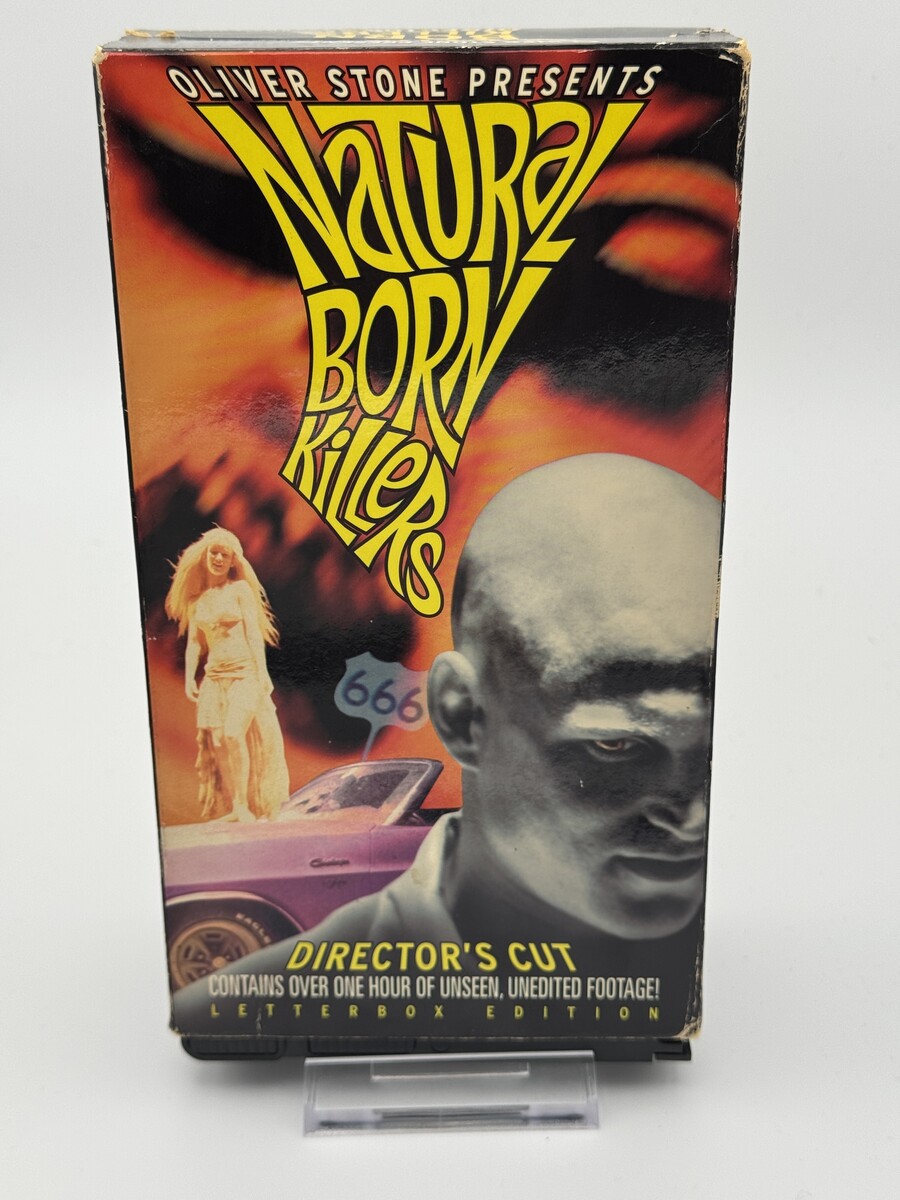 OLIVER STONE PRESENTS
NaTURal
BORN
KilleRs
666
EAGLE
DIRECTOR'S CUT
CONTAINS OVER ONE HOUR OF UNSEEN, UNEDITED FOOTAGE!
LETTERBOX EDITION